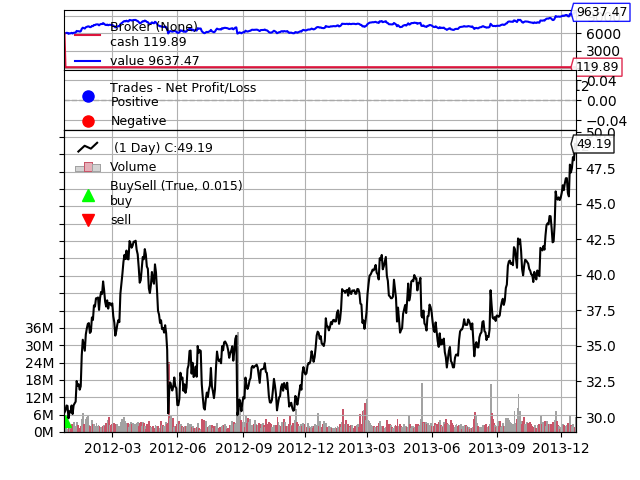 Broker (None)
cash 119.89
value 9637.47
9637.47
6000
3000
119.89
12
Trades - Net Profit/Loss
Positive
Negative
0.04
0.00
−0.04
50.0
(1 Day) C:49.19
Volume
BuySell (True, 0.015)
buy
sell
49.19
47.5
45.0
42.5
40.0
37.5
35.0
32.5
30.0
36M
30M
24M
18M
12M
6M
0M
2012-03 2012-06 2012-09 2012-12 2013-03 2013-06 2013-09 2013-12